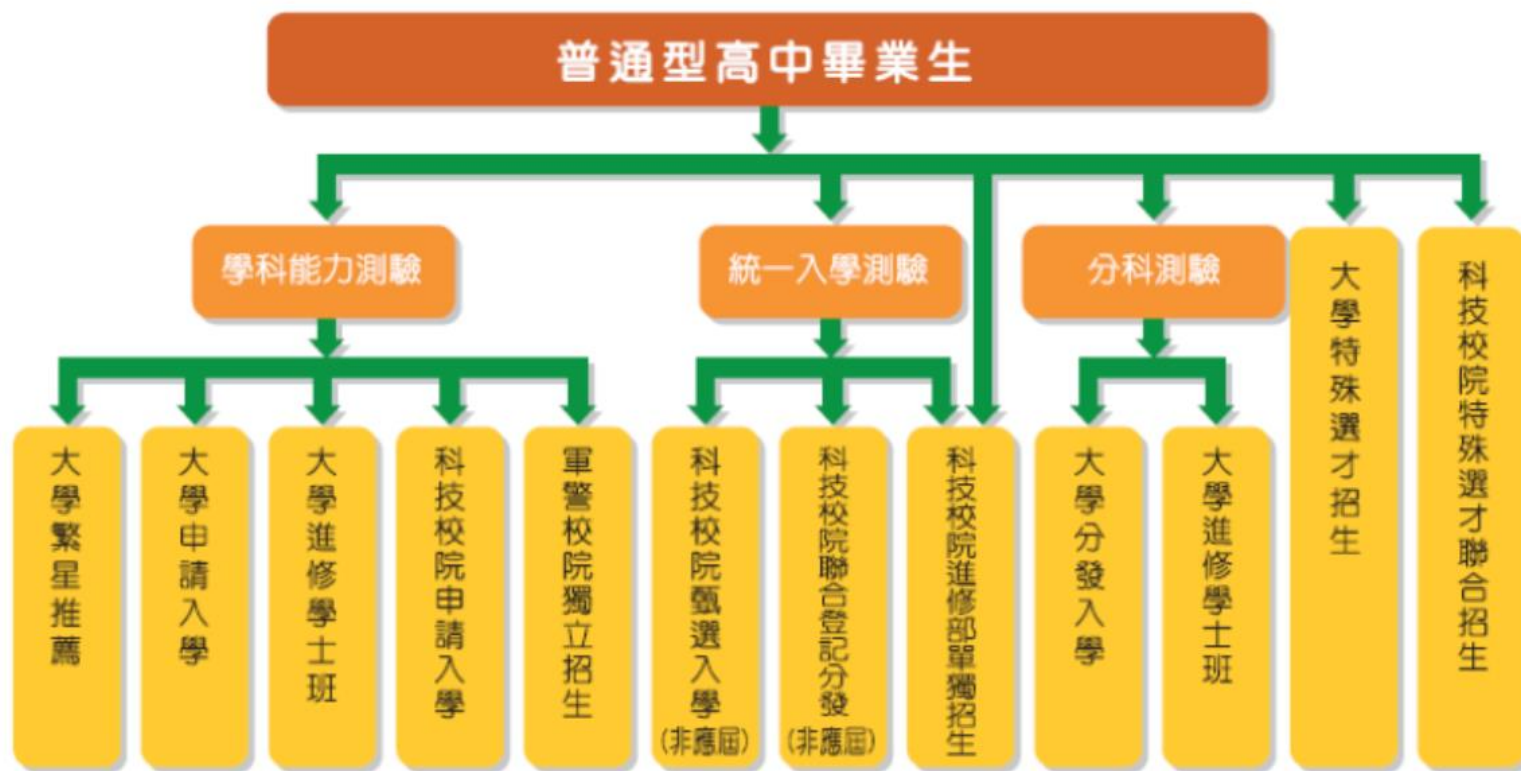 普通型高中畢業生
學科能力測驗
統一入學測驗
分科測驗
大學特殊選才招生
科技校院特殊選才聯合招生
大學繁星推薦
大學申請入學
大學進修學士班
科技校院申請入學
軍警校院獨立招生
科技校院甄選入學
(非應屆)
科技校院聯合登記分發
(非應屆)
科技校院進修部單獨招生
大學分發入學
大學進修學士班